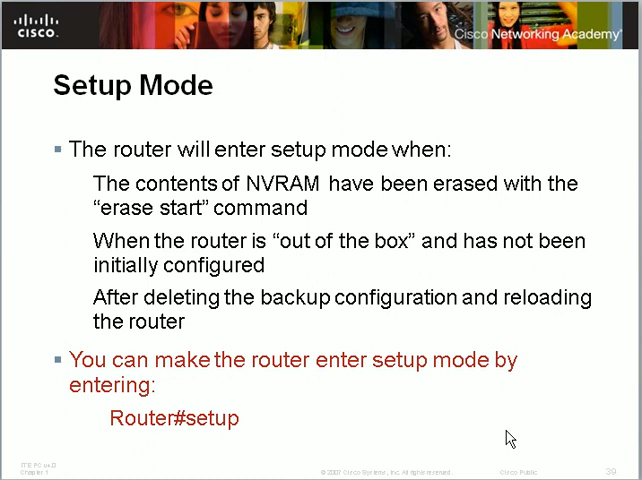 CISCO.
Cisco Networking Academy®
Setup Mode
▪ The router will enter setup mode when:
The contents of NVRAM have been erased with the
“erase start” command
When the router is “out of the box” and has not been
initially configured
After deleting the backup configuration and reloading
the router
▪ You can make the router enter setup mode by
entering:
Router#setup
ITE PC v4.0
Chapter 1
© 2007 Cisco Systems, Inc. All rights reserved.
Cisco Public
39